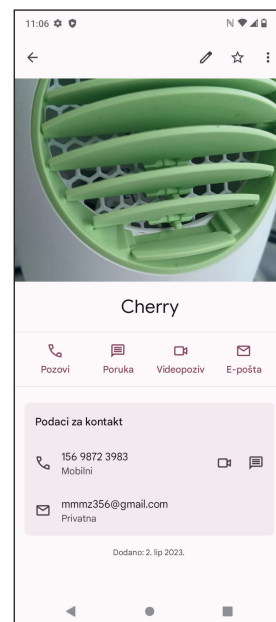 11:06
Cherry
Pozovi
Poruka
Videopoziv
E-pošta
Podaci za kontakt
156 9872 3983
Mobilni
mmmz356@gmail.com
Privatna
Dodano: 2. lip 2023.